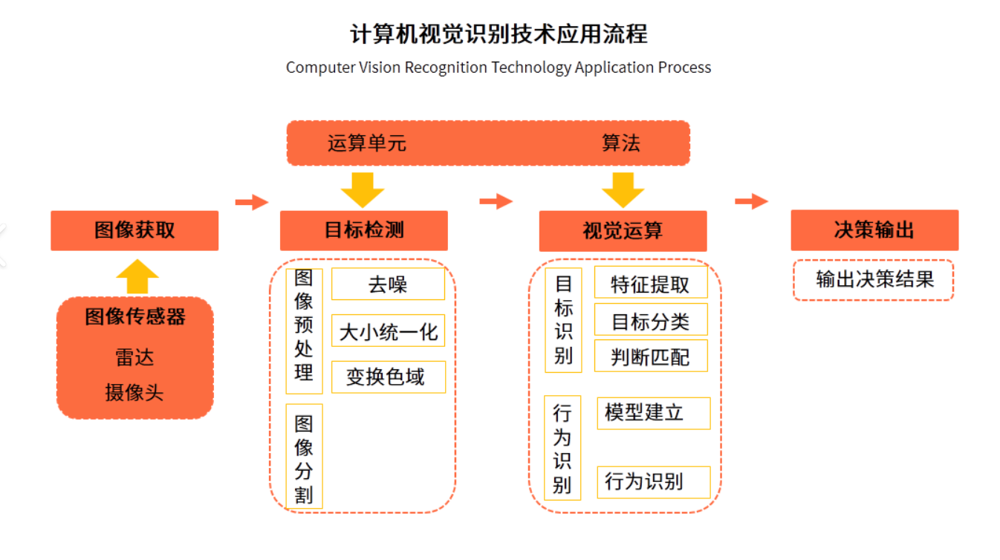 计算机视觉识别技术应用流程
Computer Vision Recognition Technology Application Process
运算单元
算法
图像获取
目标检测
视觉运算
决策输出
图像传感器
雷达
摄像头
图像预处理
去噪
大小统一化
变换色域
图像分割
目标识别
特征提取
目标分类
判断匹配
行为识别
模型建立
行为识别
输出决策结果